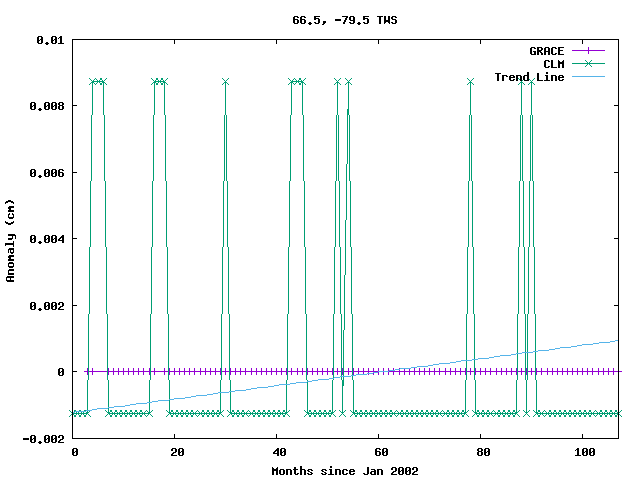 66.5, -79.5 TWS
0.01
GRACE
CLM
Trend Line
0.008
0.006
0.004
0.002
0
-0.002
Anomaly (cm)
0 20 40 60 80 100
Months since Jan 2002